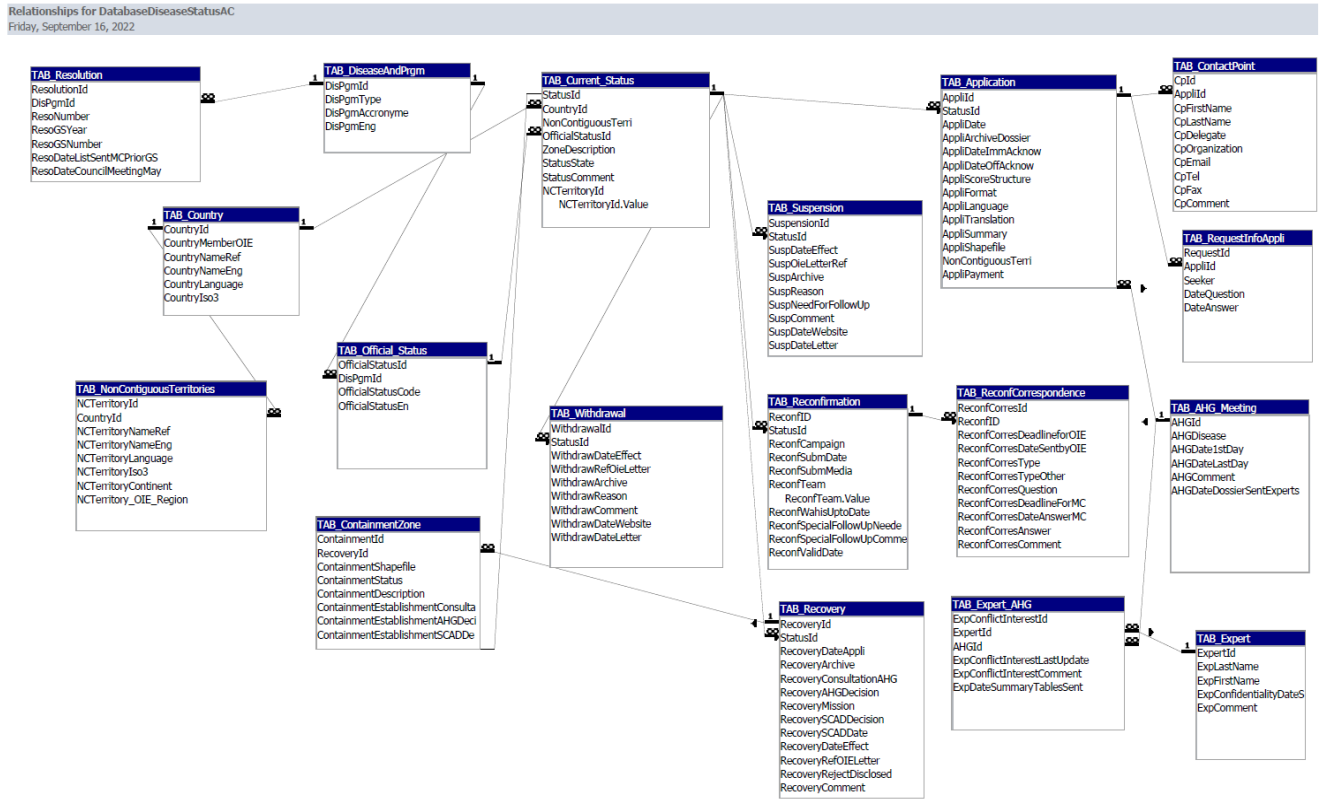 Relationships for DatabaseDiseaseStatusAC
Friday, September 16, 2022
TAB_Resolution
ResolutionId
DisPgmId
ResoNumber
ResoGSYear
ResoGSNumber
ResoDateListSentMCPriorGS
ResoDateCouncilMeetingMay
TAB_DiseaseAndPrgm
DisPgmId
DisPgmType
DisPgmAccronyme
DisPgmEng
TAB_Current_Status
StatusId
CountryId
NonContiguousTerri
OfficialStatusId
ZoneDescription
StatusState
StatusComment
NCTerritoryId
NCTerritoryId.Value
TAB_Application
AppliId
StatusId
AppliDate
AppliArchiveDossier
AppliDateImmAcknow
AppliDateOffAcknow
AppliScoreStructure
AppliFormat
AppliLanguage
AppliTranslation
AppliSummary
AppliShapefile
NonContiguousTerri
AppliPayment
TAB_ContactPoint
CpId
AppliId
CpFirstName
CpLastName
CpDelegate
CpOrganization
CpEmail
CpTel
CpFax
CpComment
TAB_Country
CountryId
CountryMemberOIE
CountryNameRef
CountryNameEng
CountryLanguage
CountryIso3
TAB_Suspension
SuspensionId
StatusId
SuspDateEffect
SuspOieLetterRef
SuspArchive
SuspReason
SuspNeedForFollowUp
SuspComment
SuspDateWebsite
SuspDateLetter
TAB_RequestInfoAppli
RequestId
AppliId
Seeker
DateQuestion
DateAnswer
TAB_Official_Status
OfficialStatusId
DisPgmId
OfficialStatusCode
OfficialStatusEn
TAB_NonContiguousTerritories
NCTerritoryId
CountryId
NCTerritoryNameRef
NCTerritoryNameEng
NCTerritoryLanguage
NCTerritoryIso3
NCTerritoryContinent
NCTerritory_OIE_Region
TAB_Withdrawal
WithdrawalId
StatusId
WithdrawDateEffect
WithdrawRefOieLetter
WithdrawArchive
WithdrawReason
WithdrawComment
WithdrawDateWebsite
WithdrawDateLetter
TAB_Reconfirmation
ReconfID
StatusId
ReconfCampaign
ReconfSubmDate
ReconfSubmMedia
ReconfTeam
ReconfTeam.Value
ReconfWahisUptoDate
ReconfSpecialFollowUpNeede
ReconfSpecialFollowUpComme
ReconfValidDate
TAB_ReconfCorrespondence
ReconfCorresId
ReconfID
ReconfCorresDeadlineforOIE
ReconfCorresDateSentbyOIE
ReconfCorresType
ReconfCorresTypeOther
ReconfCorresQuestion
ReconfCorresDeadlineForMC
ReconfCorresDateAnswerMC
ReconfCorresAnswer
ReconfCorresComment
TAB_AHG_Meeting
AHGId
AHGDisease
AHGDate1stDay
AHGDateLastDay
AHGComment
AHGDateDossierSentExperts
TAB_ContainmentZone
ContainmentId
RecoveryId
ContainmentShapefile
ContainmentStatus
ContainmentDescription
ContainmentEstablishmentConsulta
ContainmentEstablishmentAHGDeci
ContainmentEstablishmentSCADDe
TAB_Recovery
RecoveryId
StatusId
RecoveryDateAppli
RecoveryArchive
RecoveryConsultationAHG
RecoveryAHGDecision
RecoveryMission
RecoverySCADDecision
RecoverySCADDate
RecoveryDateEffect
RecoveryRefOIELetter
RecoveryRejectDisclosed
RecoveryComment
TAB_Expert_AHG
ExpConflictInterestId
ExpertId
AHGId
ExpConflictInterestLastUpdate
ExpConflictInterestComment
ExpDateSummaryTablesSent
TAB_Expert
ExpertId
ExpLastName
ExpFirstName
ExpConfidentialityDateS
ExpComment